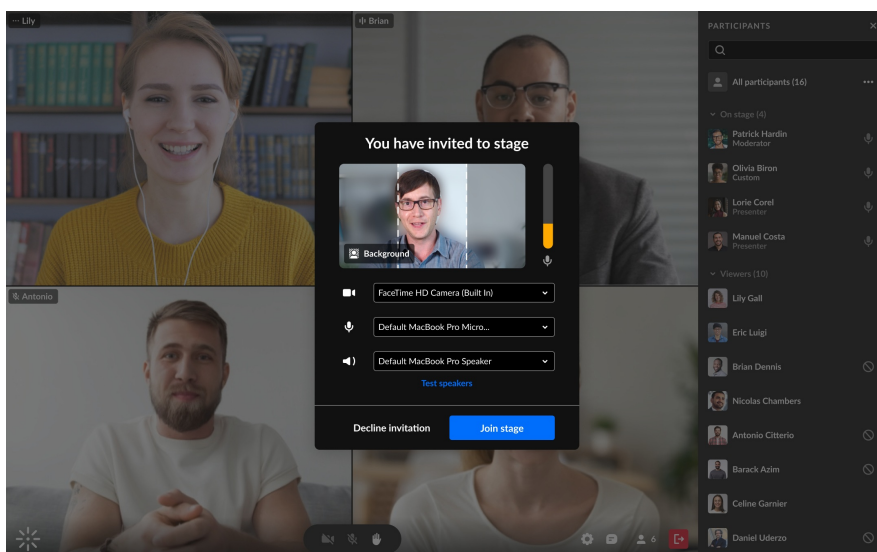 Lily
Brian
Antonio
You have invited to stage
Background
FaceTime HD Camera (Built In)
Default MacBook Pro Micro...
Default MacBook Pro Speaker
Test speakers
Decline invitation
Join stage
6
PARTICIPANTS
All participants (16)
On stage (4)
Patrick Hardin
Moderator
Olivia Biron
Custom
Lorie Corel
Presenter
Manuel Costa
Presenter
Viewers (10)
Lily Gall
Eric Luigi
Brian Dennis
Nicolas Chambers
Antonio Citterio
Barack Azim
Celine Garnier
Daniel Uderzo